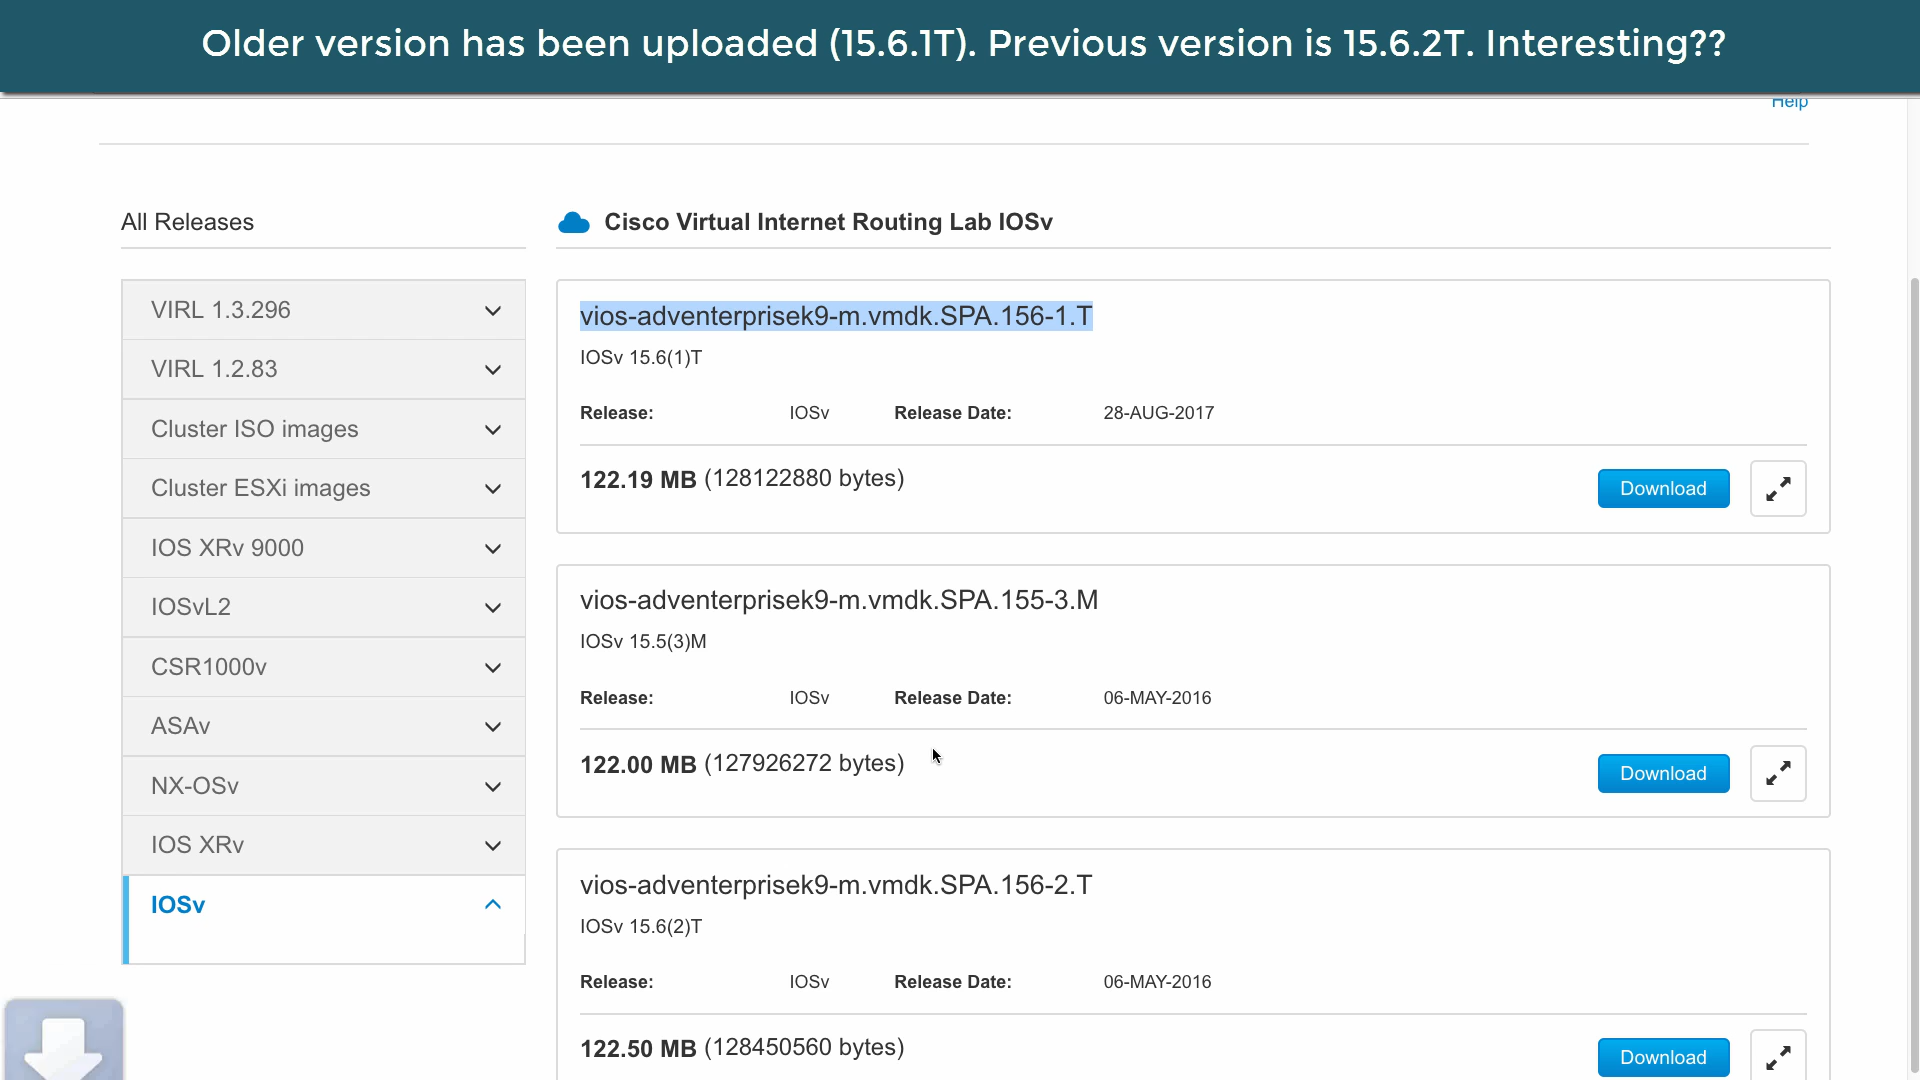 Older version has been uploaded (15.6.1T). Previous version is 15.6.2T. Interesting??
Help
All Releases
VIRL 1.3.296
VIRL 1.2.83
Cluster ISO images
Cluster ESXi images
IOS XRv 9000
IOSvL2
CSR1000v
ASAv
NX-OSv
IOS XRv
IOSv
Cisco Virtual Internet Routing Lab IOSv
vios-adventerprisek9-m.vmdk.SPA.156-1.T
IOSv 15.6(1)T
Release: IOSv Release Date: 28-AUG-2017
122.19 MB (128122880 bytes) Download
vios-adventerprisek9-m.vmdk.SPA.155-3.M
IOSv 15.5(3)M
Release: IOSv Release Date: 06-MAY-2016
122.00 MB (127926272 bytes) Download
vios-adventerprisek9-m.vmdk.SPA.156-2.T
IOSv 15.6(2)T
Release: IOSv Release Date: 06-MAY-2016
122.50 MB (128450560 bytes) Download